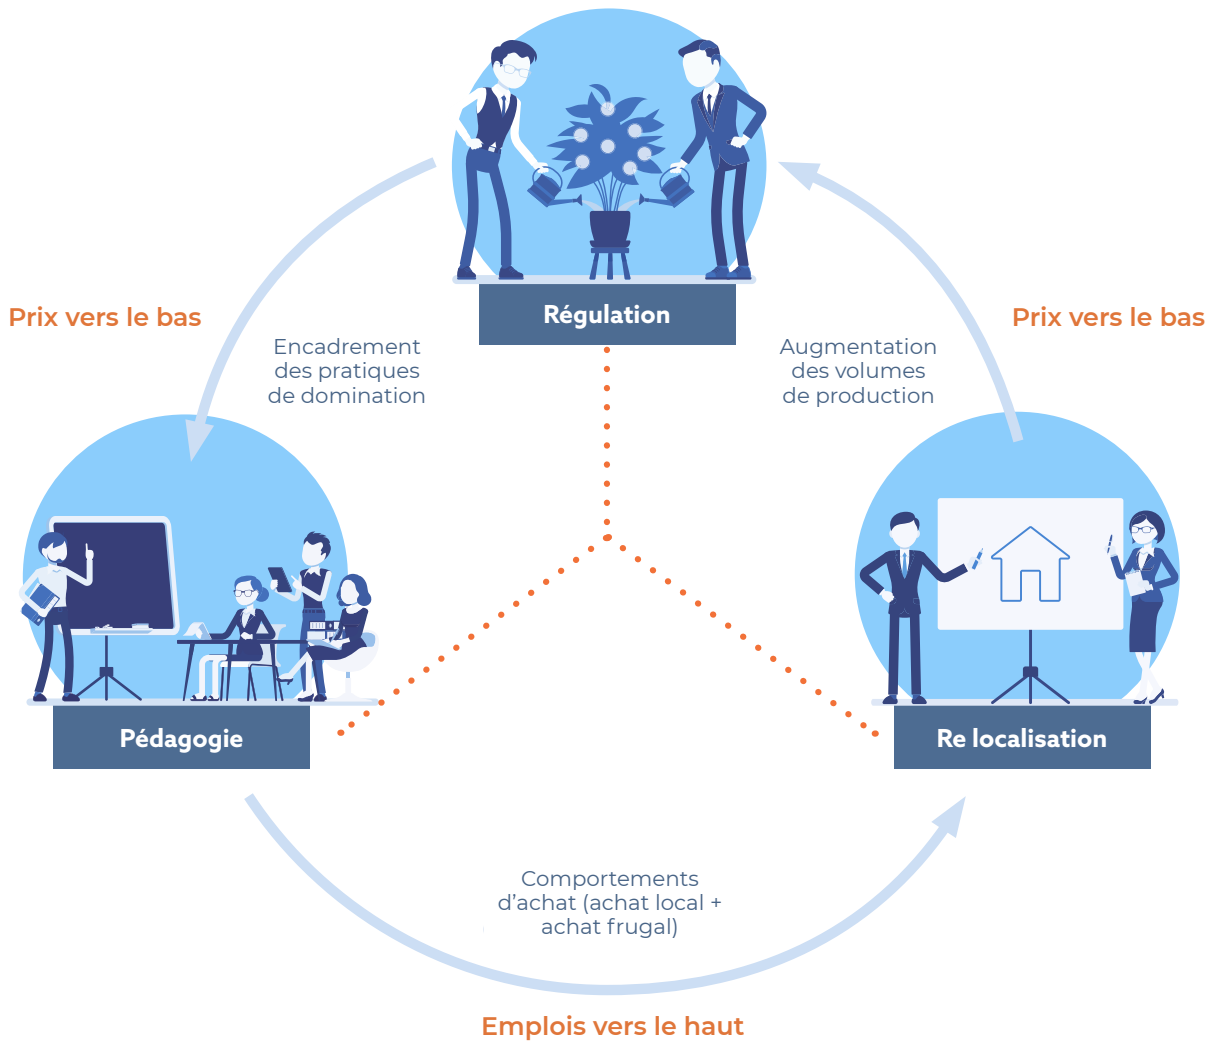 Régulation
Prix vers le bas
Prix vers le bas
Encadrement
des pratiques
de domination
Augmentation
des volumes
de production
Pédagogie
Re localisation
Comportements
d’achat (achat local +
achat frugal)
Emplois vers le haut